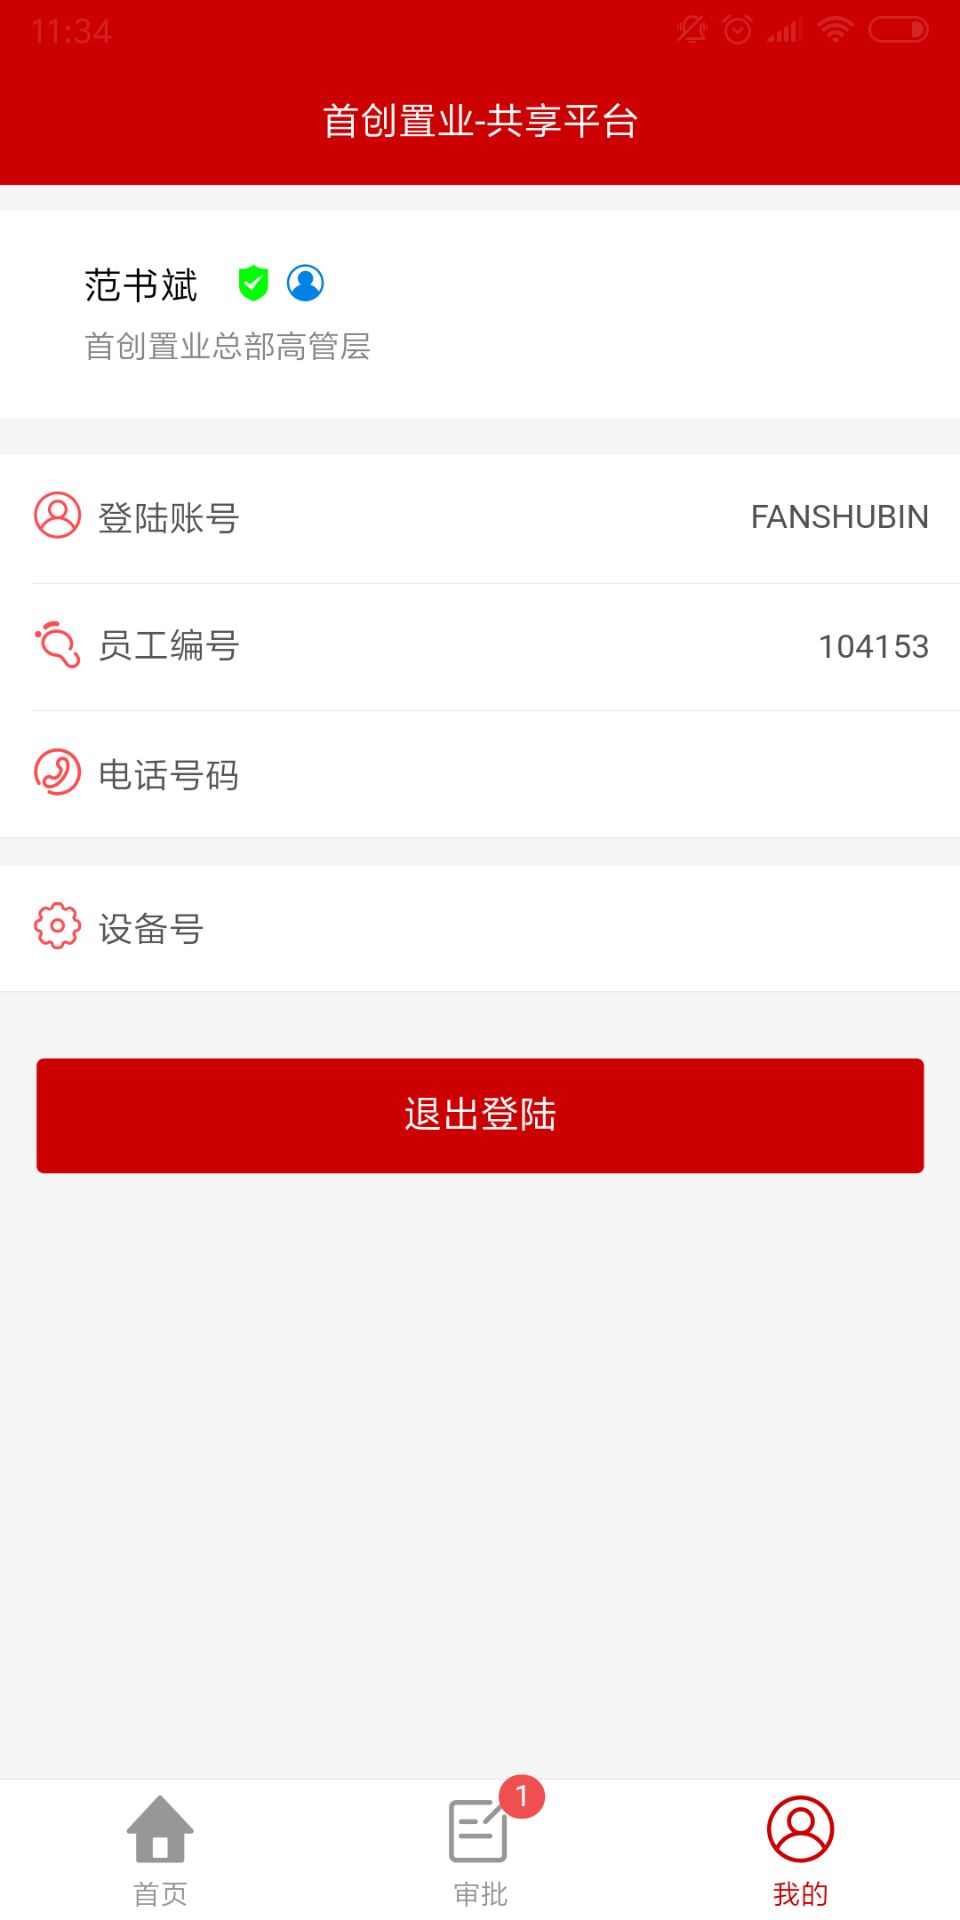 11:34
首创置业-共享平台
范书斌
首创置业总部高管层
登陆账号 FANSHUBIN
员工编号 104153
电话号码
设备号
退出登陆
1
首页 审批 我的